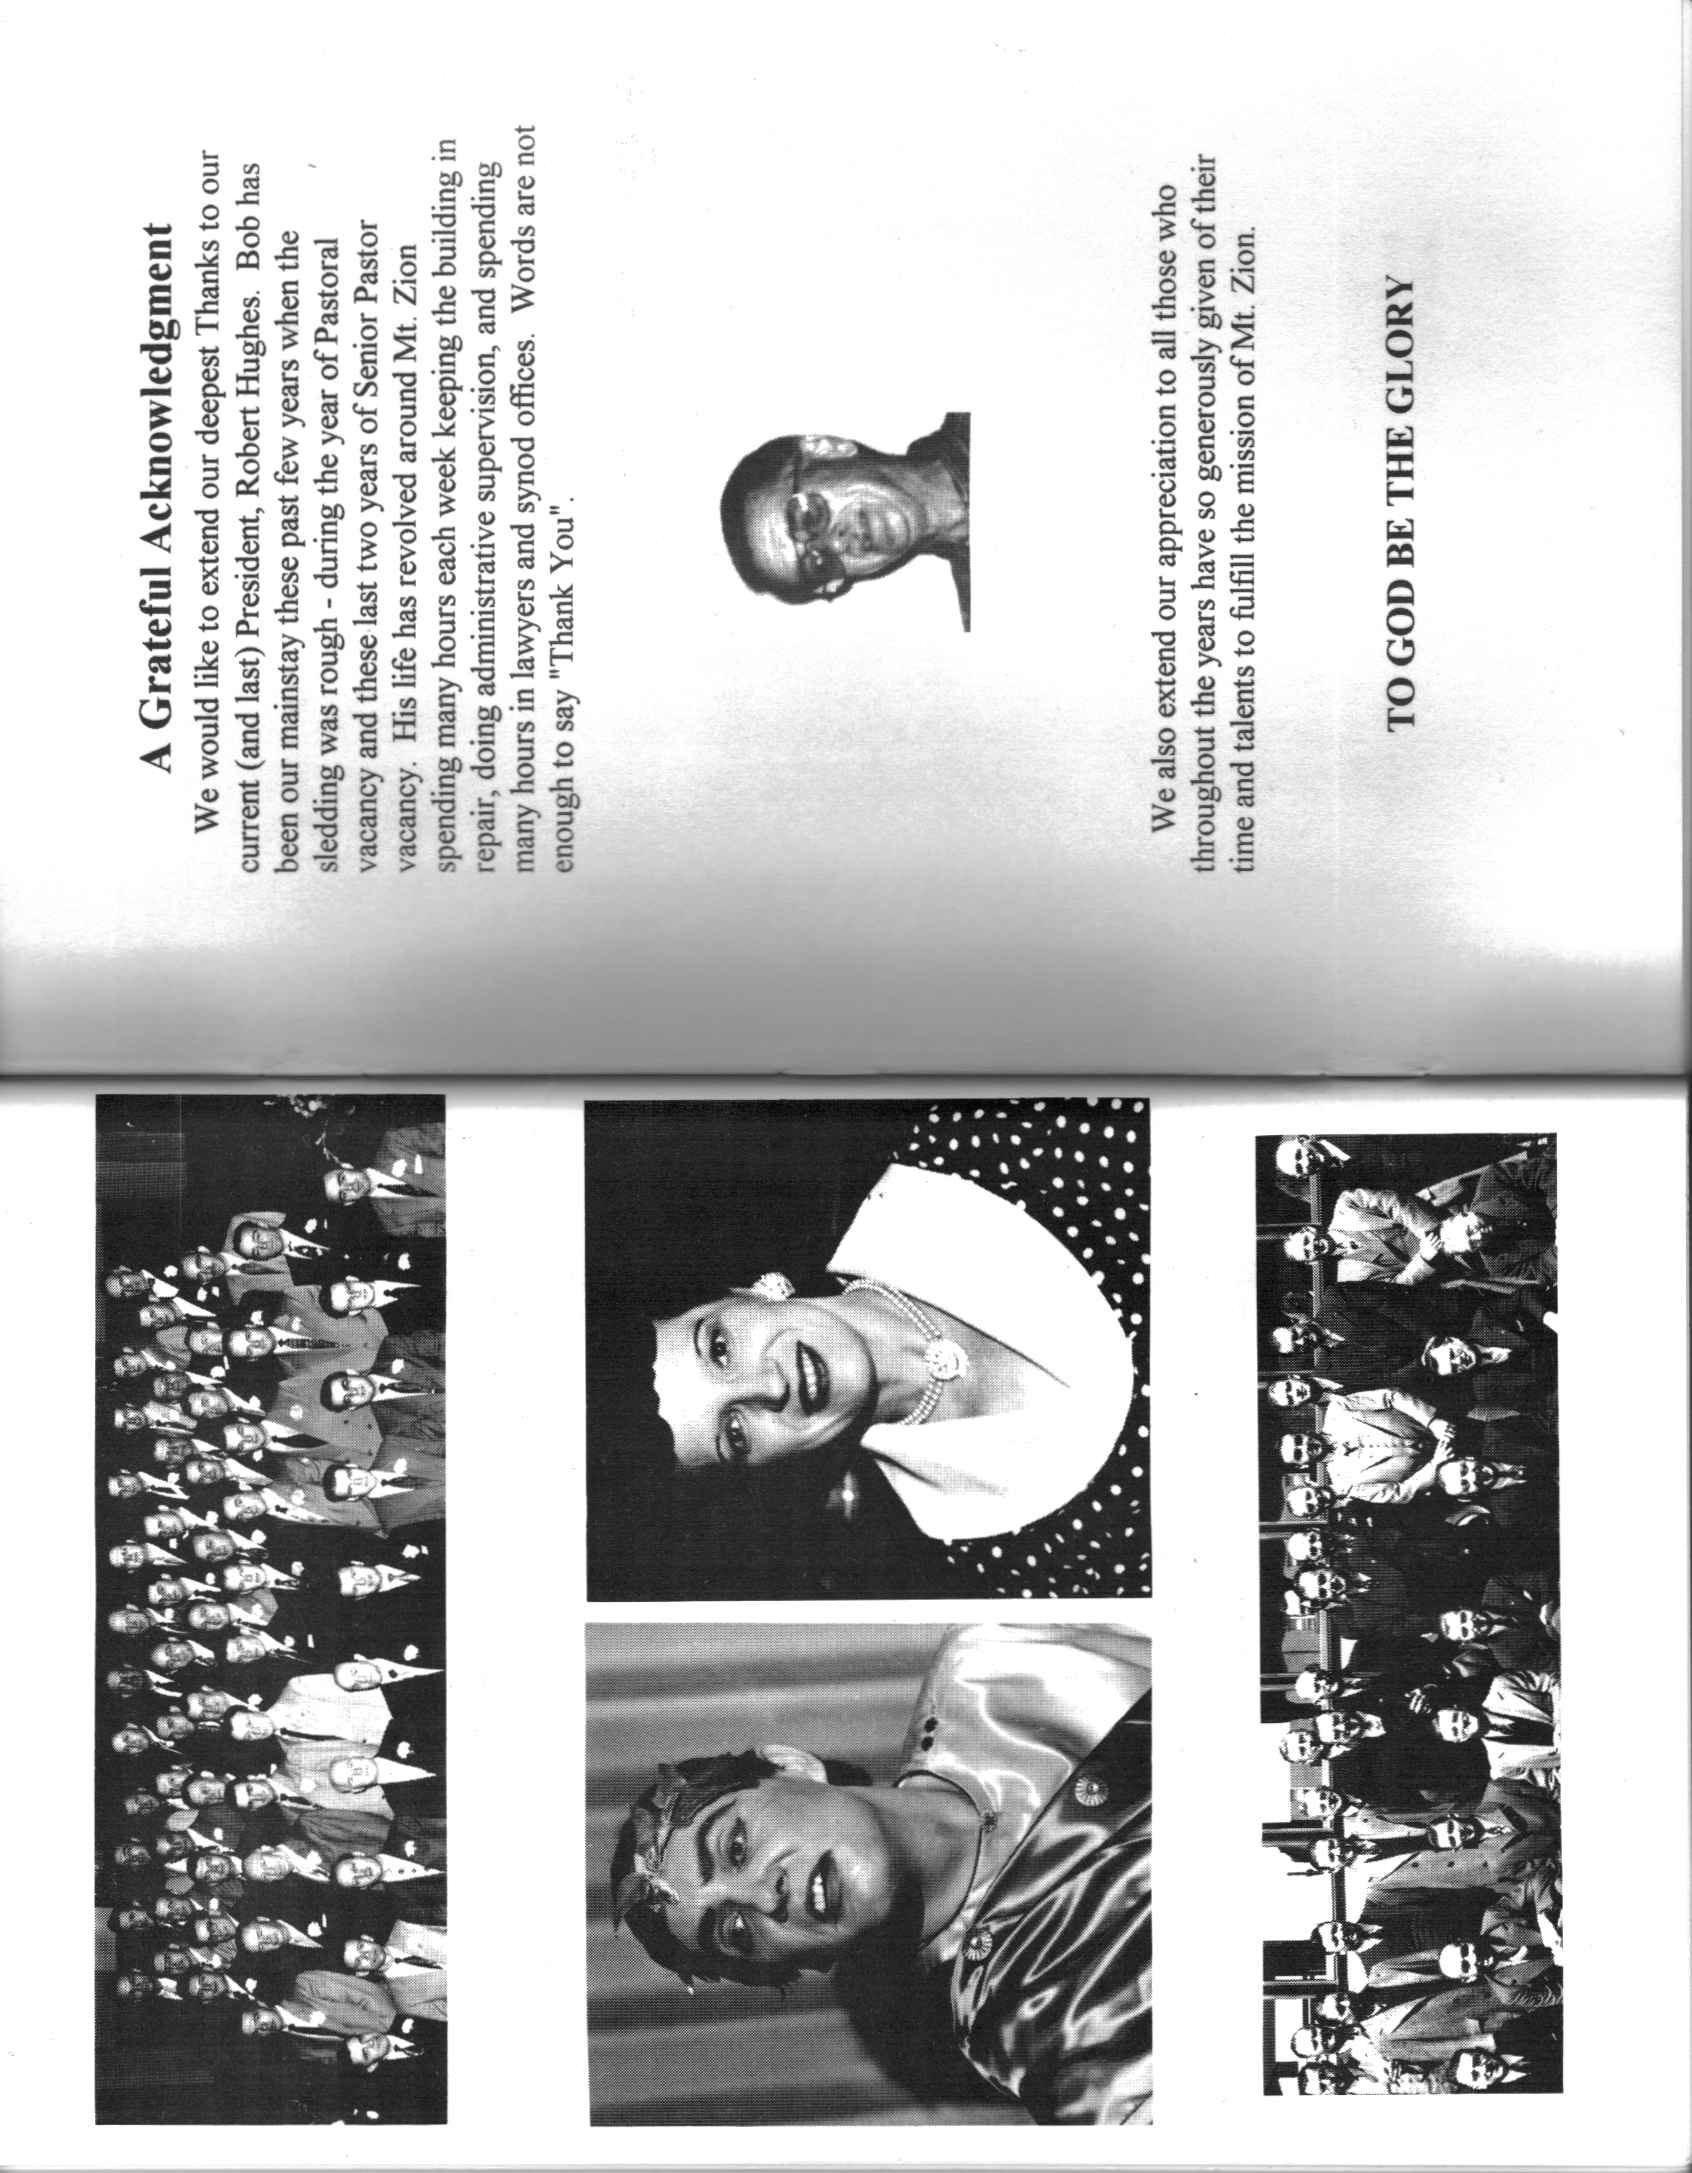 A Grateful Acknowledgment
We would like to extend our deepest Thanks to our
current (and last) President, Robert Hughes.  Bob has
been our mainstay these past few years when the
sledding was rough - during the year of Pastoral
vacancy and these last two years of Senior Pastor
vacancy.  His life has revolved around Mt. Zion
spending many hours each week keeping the building in
repair, doing administrative supervision, and spending
many hours in lawyers and synod offices.  Words are not
enough to say "Thank You".
We also extend our appreciation to all those who
throughout the years have so generously given of their
time and talents to fulfill the mission of Mt. Zion.
TO GOD BE THE GLORY